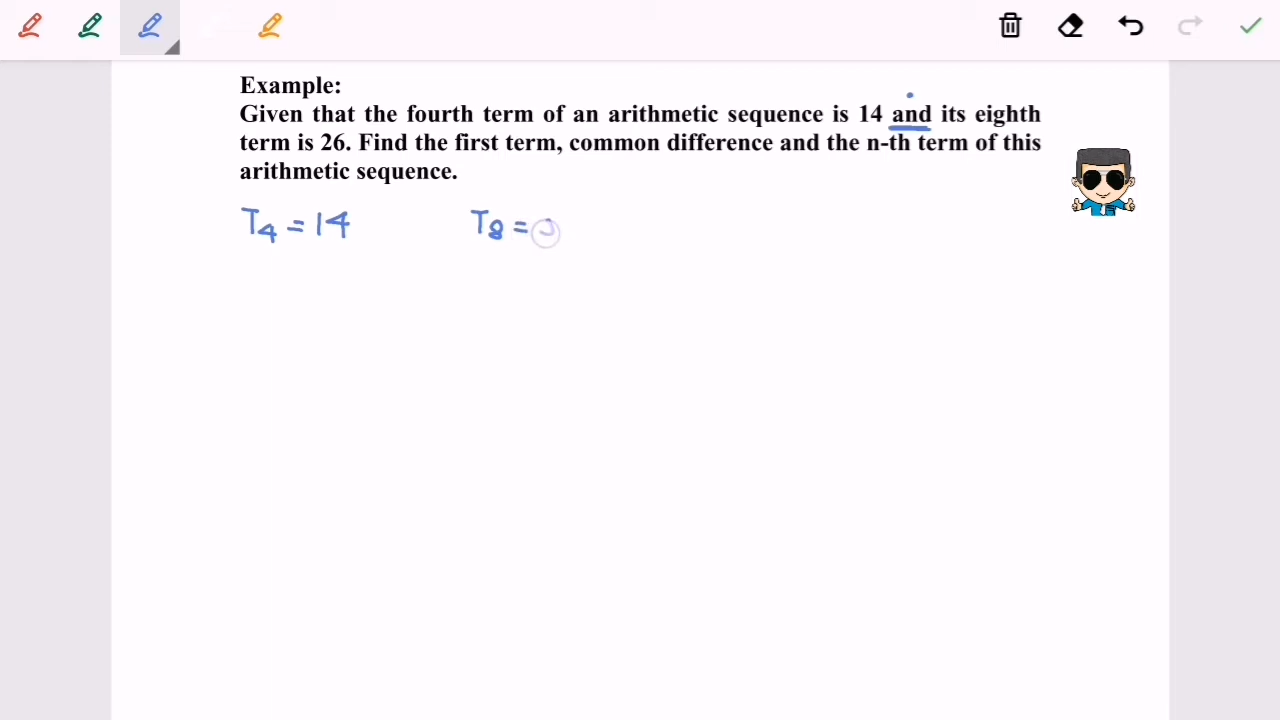 Example:
Given that the fourth term of an arithmetic sequence is 14 and its eighth
term is 26. Find the first term, common difference and the n-th term of this
arithmetic sequence.
T₄ = 14 T₈ =